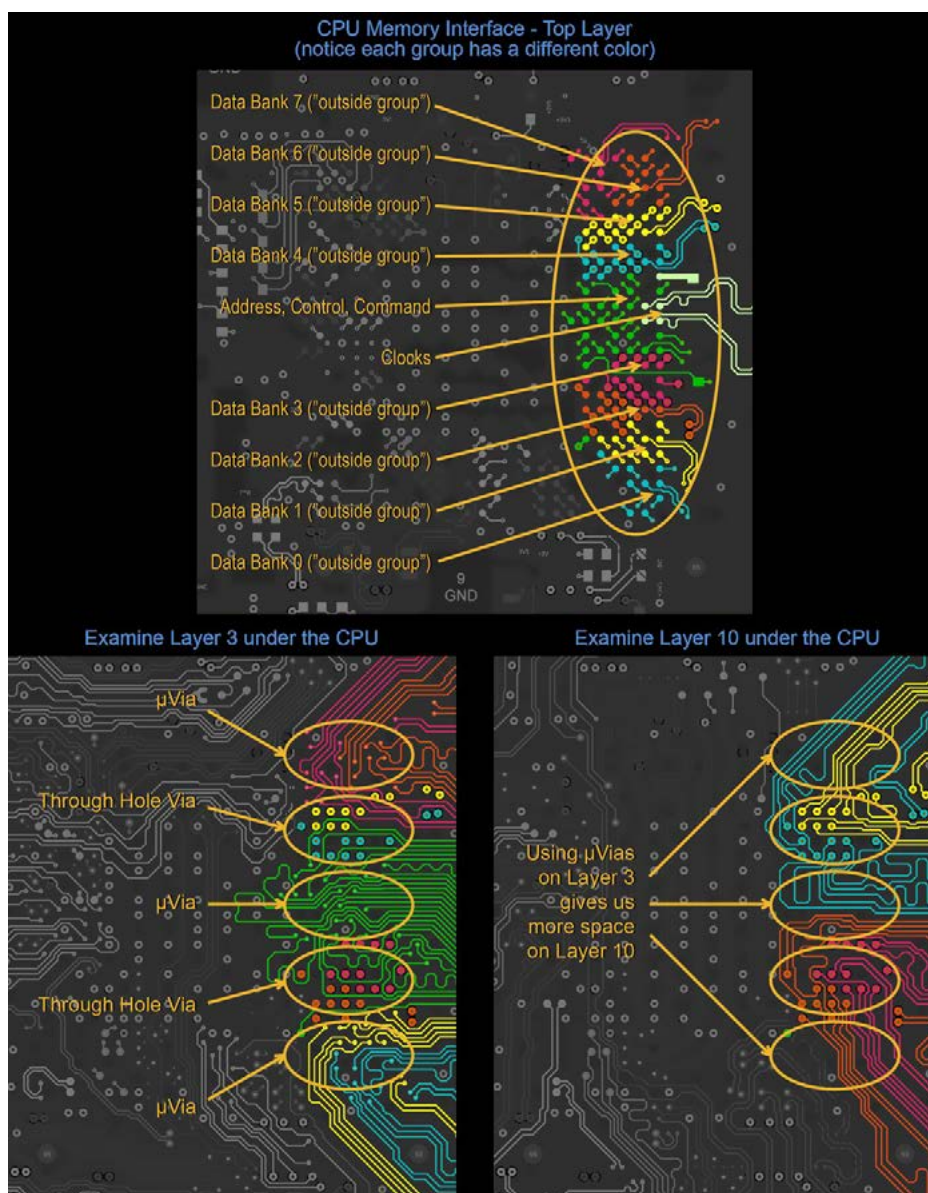 CPU Memory Interface - Top Layer
(notice each group has a different color)
GND
Data Bank 7 ("outside group")
Data Bank 6 ("outside group")
Data Bank 5 ("outside group")
Data Bank 4 ("outside group")
Address, Control, Command
Clooks
Data Bank 3 ("outside group")
Data Bank 2 ("outside group")
Data Bank 1 ("outside group")
Data Bank 0 ("outside group")
9
GND
Examine Layer 3 under the CPU
Examine Layer 10 under the CPU
µVia
Through Hole Via
µVia
Through Hole Via
µVia
Using µVias
on Layer 3
gives us
more space
on Layer 10